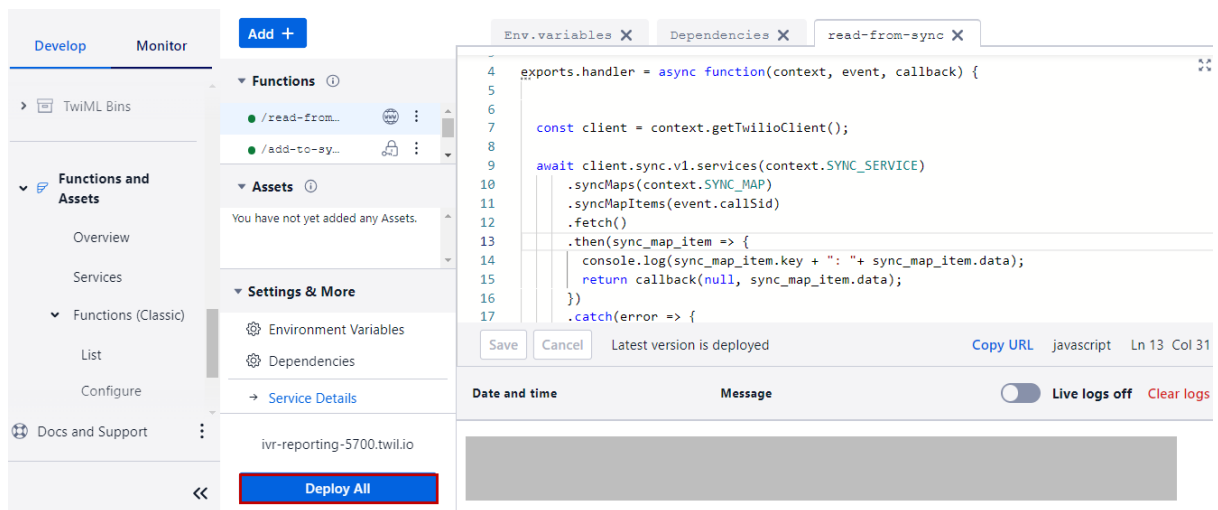 Develop Monitor
TwiML Bins
Functions and
Assets
Overview
Services
Functions (Classic)
List
Configure
Docs and Support
Add +
Functions
/read-from…
/add-to-sy…
Assets
You have not yet added any Assets.
Settings & More
Environment Variables
Dependencies
→ Service Details
ivr-reporting-5700.twil.io
Deploy All
Env.variables Dependencies read-from-sync
4 exports.handler = async function(context, event, callback) {
5
6
7 const client = context.getTwilioClient();
8
9 await client.sync.v1.services(context.SYNC_SERVICE)
10 .syncMaps(context.SYNC_MAP)
11 .syncMapItems(event.callSid)
12 .fetch()
13 .then(sync_map_item => {
14 console.log(sync_map_item.key + ": "+ sync_map_item.data);
15 return callback(null, sync_map_item.data);
16 })
17 .catch(error => {
Save Cancel Latest version is deployed Copy URL javascript Ln 13 Col 31
Date and time Message Live logs off Clear logs